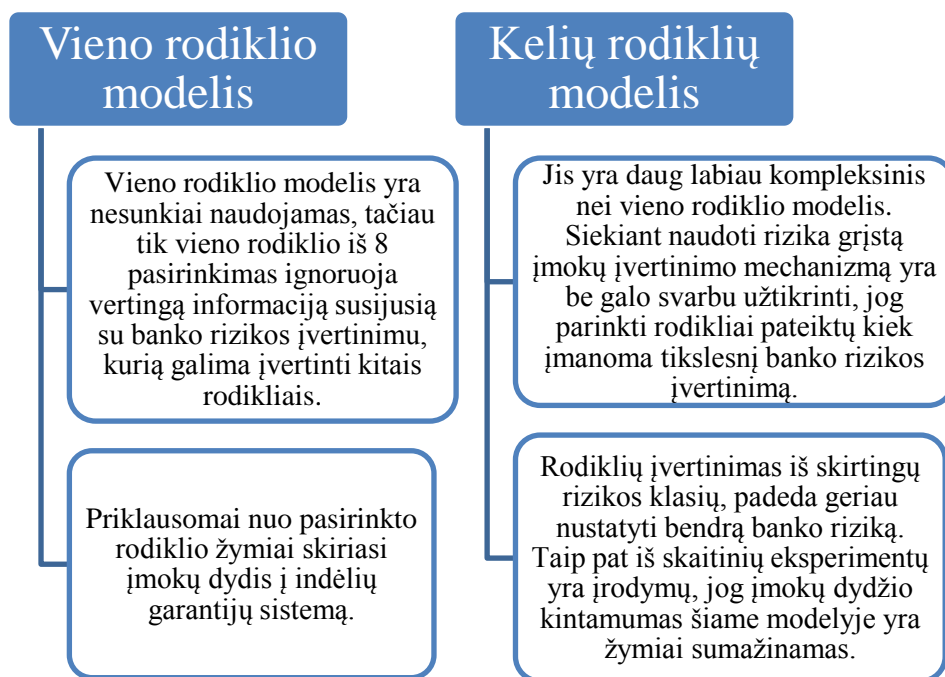 Vieno rodiklio
modelis
Vieno rodiklio modelis yra
nesunkiai naudojamas, tačiau
tik vieno rodiklio iš 8
pasirinkimas ignoruoja
vertingą informaciją susijusią
su banko rizikos įvertinimu,
kurią galima įvertinti kitais
rodikliais.
Priklausomai nuo pasirinkto
rodiklio žymiai skiriasi
įmokų dydis į indėlių
garantijų sistemą.
Kelių rodiklių
modelis
Jis yra daug labiau kompleksinis
nei vieno rodiklio modelis.
Siekiant naudoti rizika grįstą
įmokų įvertinimo mechanizmą yra
be galo svarbu užtikrinti, jog
parinkti rodikliai pateiktų kiek
įmanoma tikslesnį banko rizikos
įvertinimą.
Rodiklių įvertinimas iš skirtingų
rizikos klasių, padeda geriau
nustatyti bendrą banko riziką.
Taip pat iš skaitinių eksperimentų
yra įrodymų, jog įmokų dydžio
kintamumas šiame modelyje yra
žymiai sumažinamas.